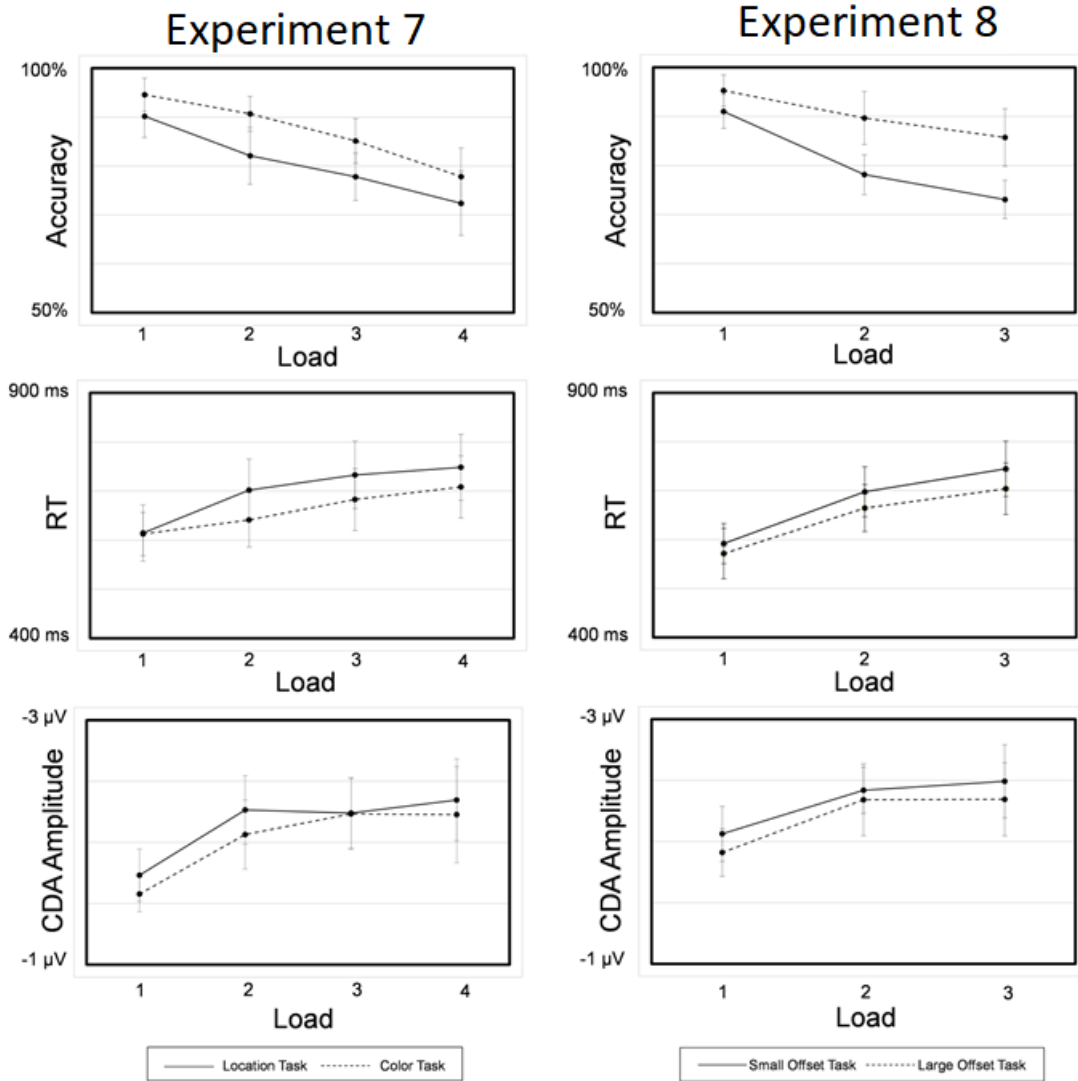 Experiment 7
100%
Accuracy
50%
1 2 3 4
Load
900 ms
RT
400 ms
1 2 3 4
Load
-3 µV
CDA Amplitude
-1 µV
1 2 3 4
Load
Location Task Color Task
Experiment 8
100%
Accuracy
50%
1 2 3
Load
900 ms
RT
400 ms
1 2 3
Load
-3 µV
CDA Amplitude
-1 µV
1 2 3
Load
Small Offset Task Large Offset Task